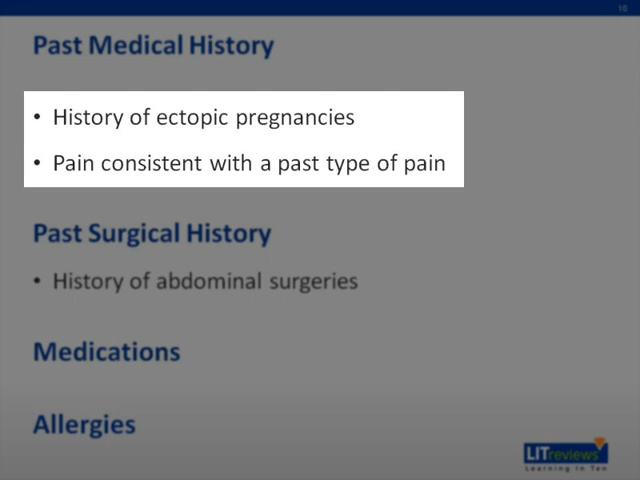 10
Past Medical History
• History of ectopic pregnancies
• Pain consistent with a past type of pain
Past Surgical History
• History of abdominal surgeries
Medications
Allergies
LITreviews
Learning In Ten